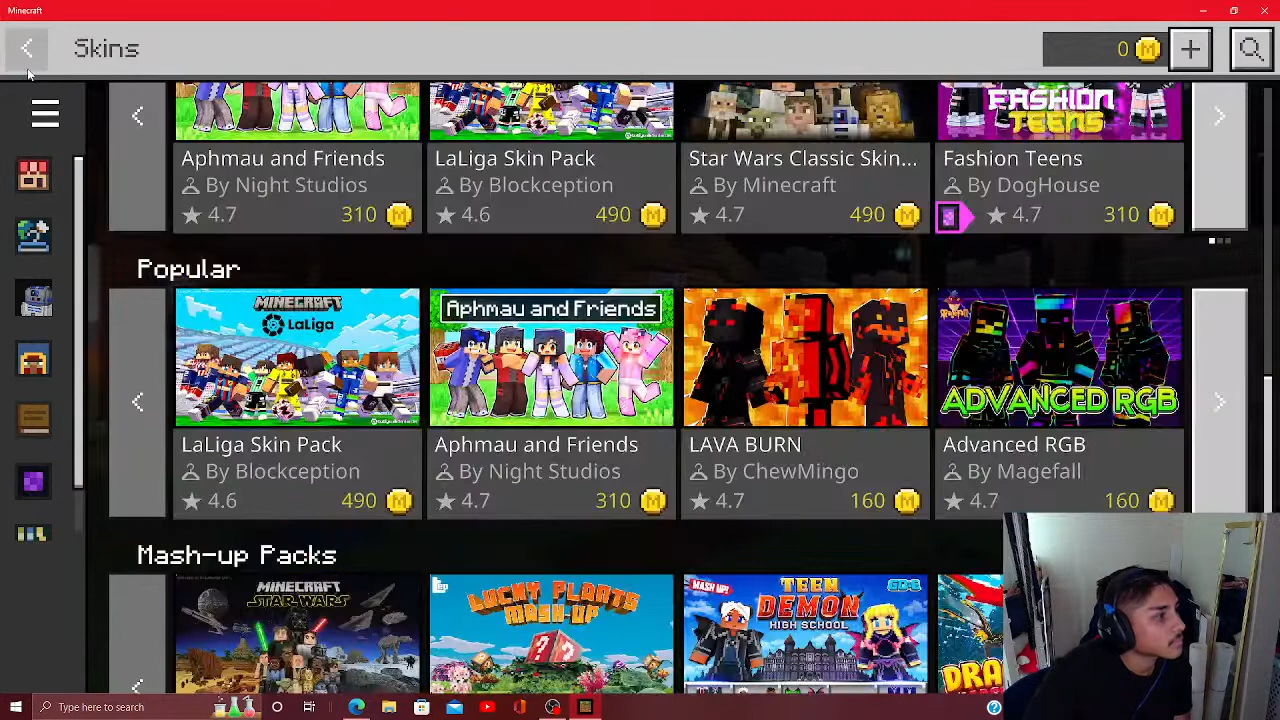 Minecraft
Skins
0
FASHION
TEENS
Aphmau and Friends
By Night Studios
4.7 310
LaLiga Skin Pack
By Blockception
4.6 490
Star Wars Classic Skin...
By Minecraft
4.7 490
Fashion Teens
By DogHouse
4.7 310
Popular
MINECRAFT
LaLiga
Aphmau and Friends
ADVANCED RGB
LaLiga Skin Pack
By Blockception
4.6 490
Aphmau and Friends
By Night Studios
4.7 310
LAVA BURN
By ChewMingo
4.7 160
Advanced RGB
By Magefall
4.7 160
Mash-up Packs
MINECRAFT
STAR WARS
LUCKY PLANTS
MASH-UP
MASH UP!
TEEN
DEMON
HIGH SCHOOL
DRA
Type here to search